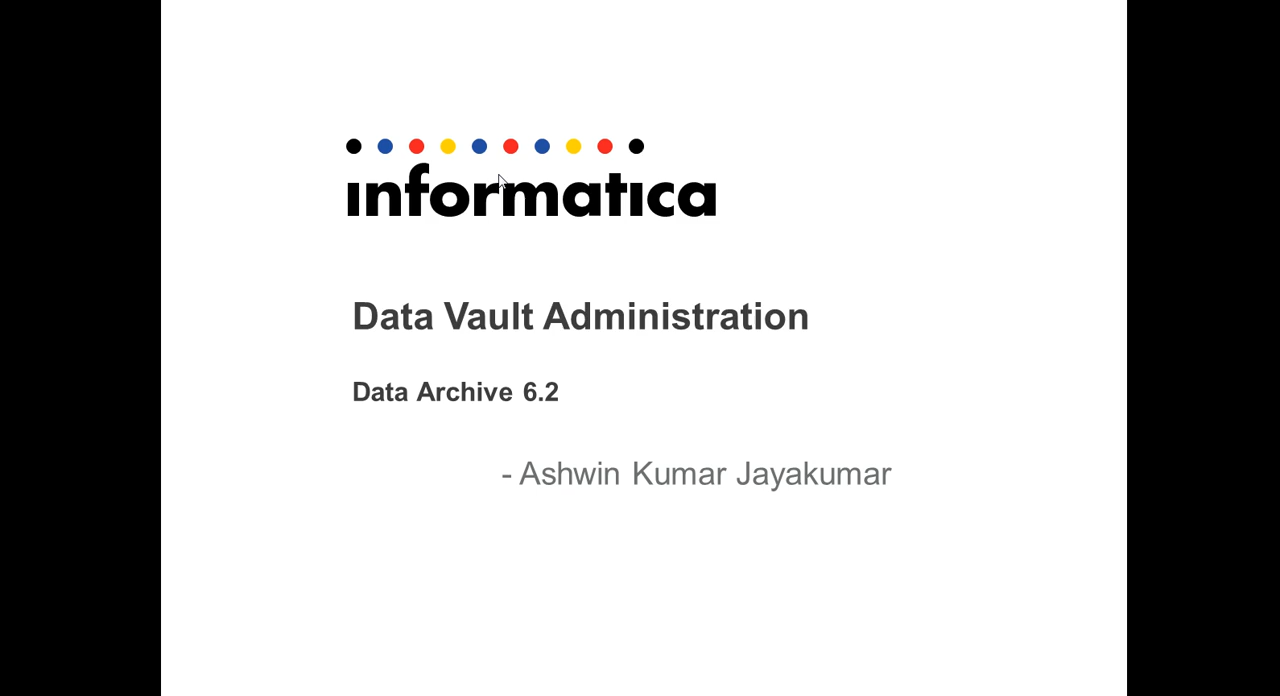 informatica
Data Vault Administration
Data Archive 6.2
- Ashwin Kumar Jayakumar